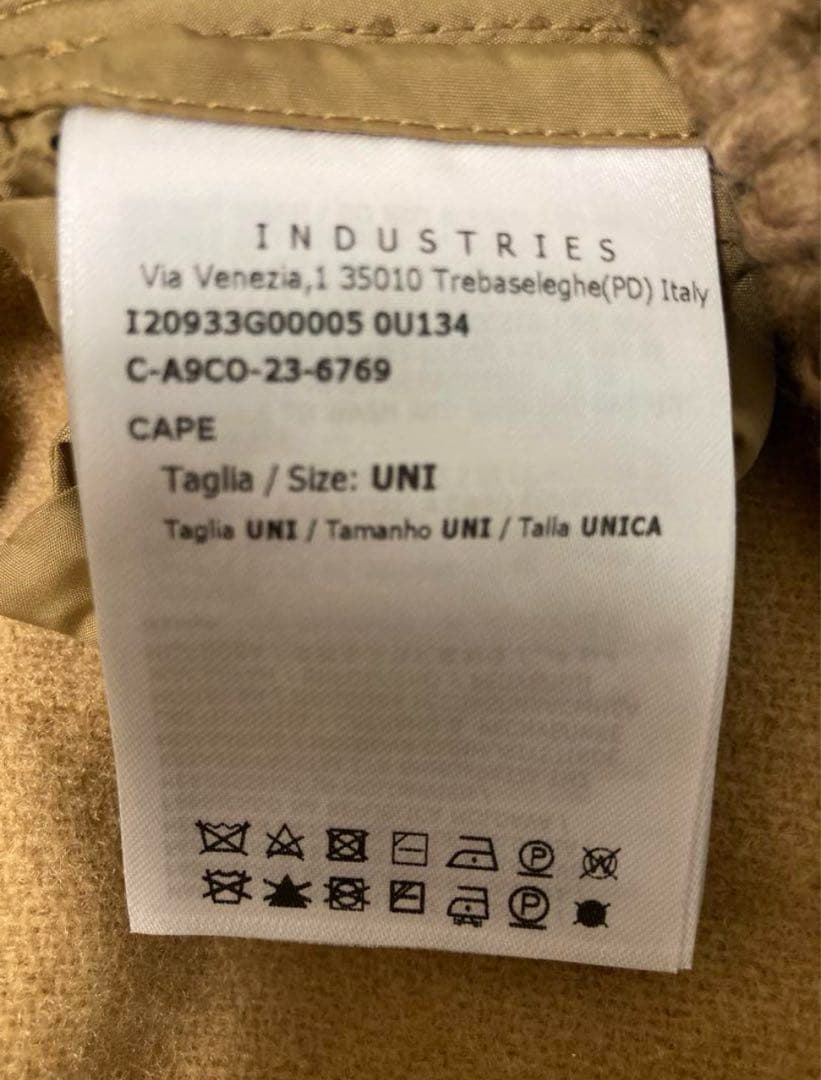 INDUSTRIES
Via Venezia,1 35010 Trebaseleghe(PD) Italy
I20933G00005 0U134
C-A9CO-23-6769
CAPE
Taglia / Size: UNI
Taglia UNI / Tamanho UNI / Talla UNICA
P W
P